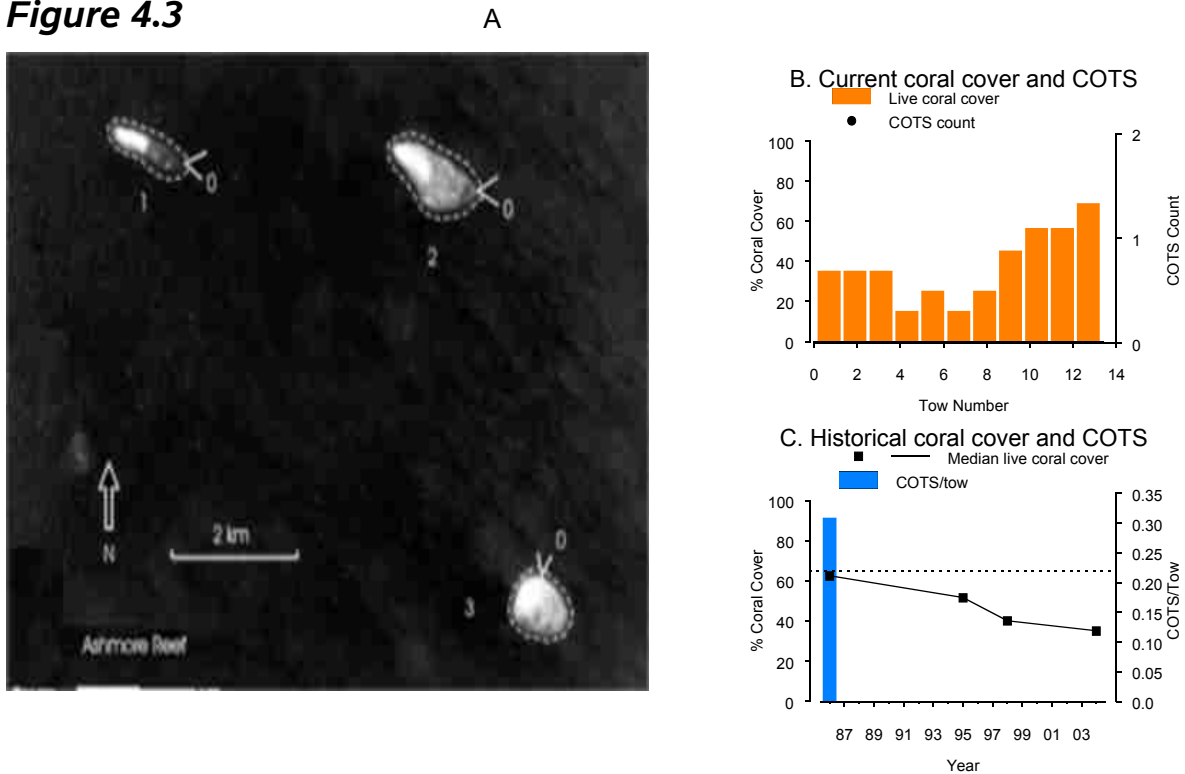 Figure 4.3
A
0
1
0
2
2 km
N
0
3
Ashmore Reef
B. Current coral cover and COTS
Live coral cover
COTS count
100
80
60
40
20
0
% Coral Cover
2
1
0
COTS Count
0 2 4 6 8 10 12 14
Tow Number
C. Historical coral cover and COTS
Median live coral cover
COTS/tow
100
80
60
40
20
0
% Coral Cover
0.35
0.30
0.25
0.20
0.15
0.10
0.05
0.0
COTS/Tow
87 89 91 93 95 97 99 01 03
Year